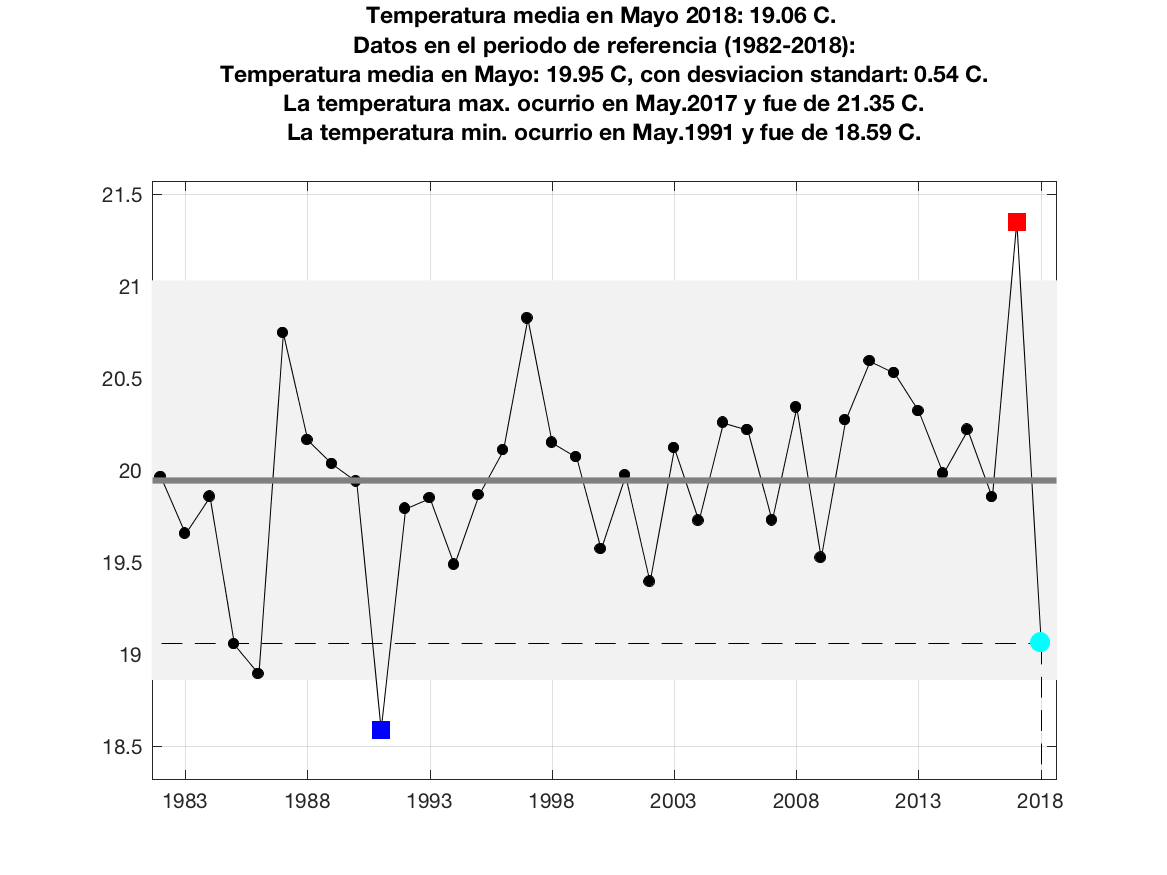 Temperatura media en Mayo 2018: 19.06 C.
Datos en el periodo de referencia (1982-2018):
Temperatura media en Mayo: 19.95 C, con desviacion standart: 0.54 C.
La temperatura max. ocurrio en May.2017 y fue de 21.35 C.
La temperatura min. ocurrio en May.1991 y fue de 18.59 C.
21.5
21
20.5
20
19.5
19
18.5
1983 1988 1993 1998 2003 2008 2013 2018